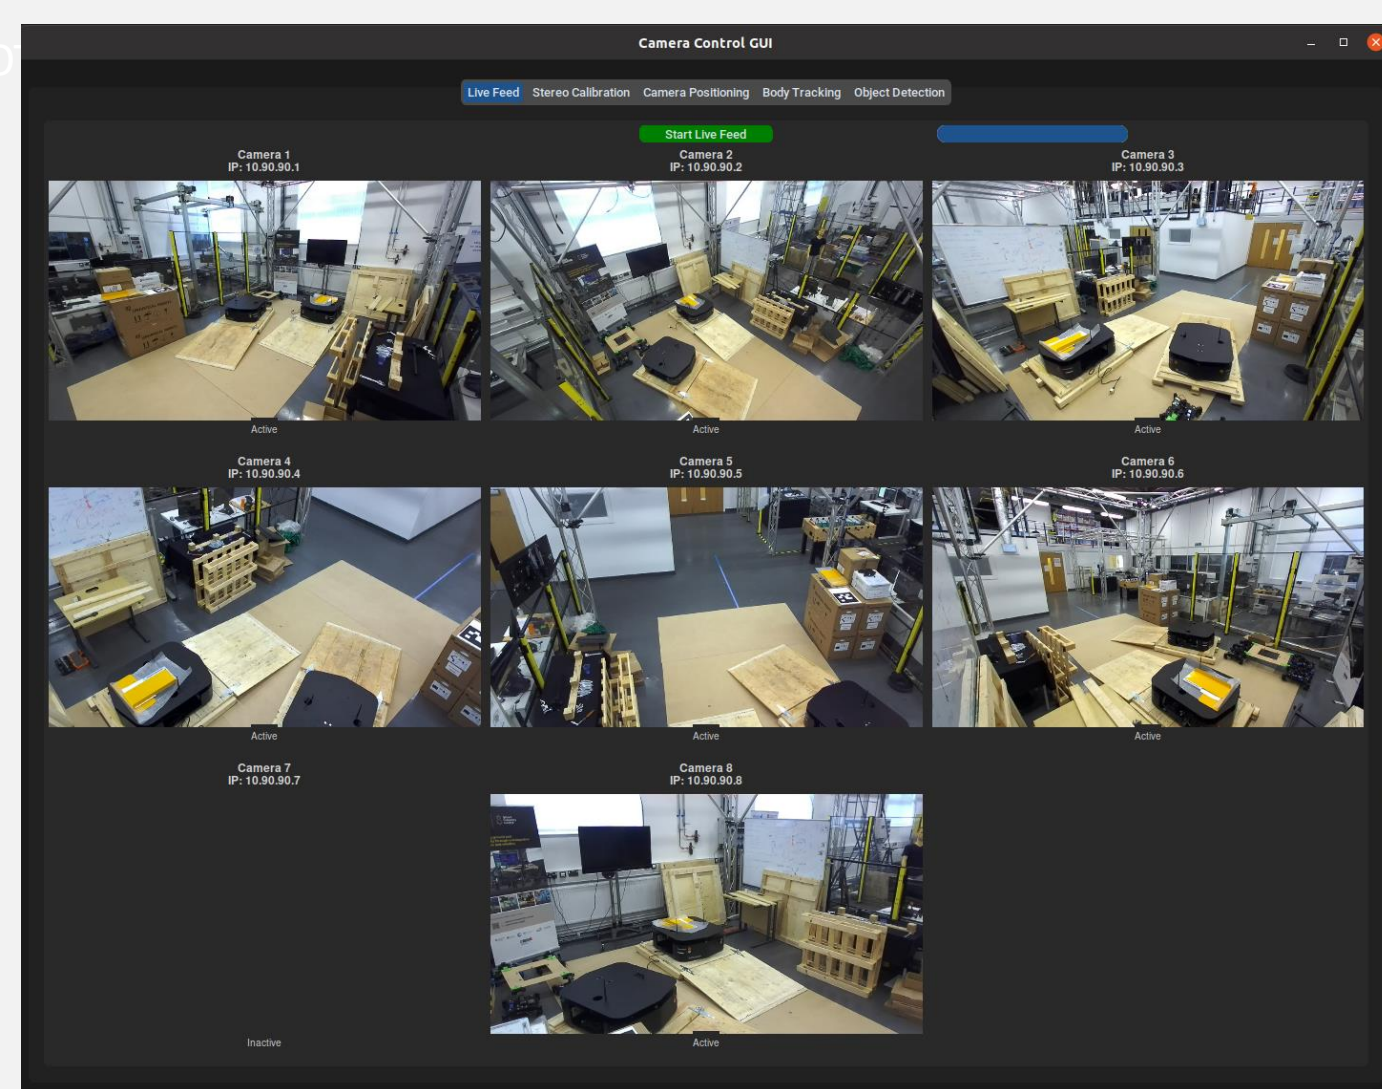 Camera Control GUI
Live Feed Stereo Calibration Camera Positioning Body Tracking Object Detection
Start Live Feed
Camera 1
IP: 10.90.90.1
Camera 2
IP: 10.90.90.2
Camera 3
IP: 10.90.90.3
Active
Active
Active
Camera 4
IP: 10.90.90.4
Camera 5
IP: 10.90.90.5
Camera 6
IP: 10.90.90.6
Active
Active
Active
Camera 7
IP: 10.90.90.7
Camera 8
IP: 10.90.90.8
Inactive
Active